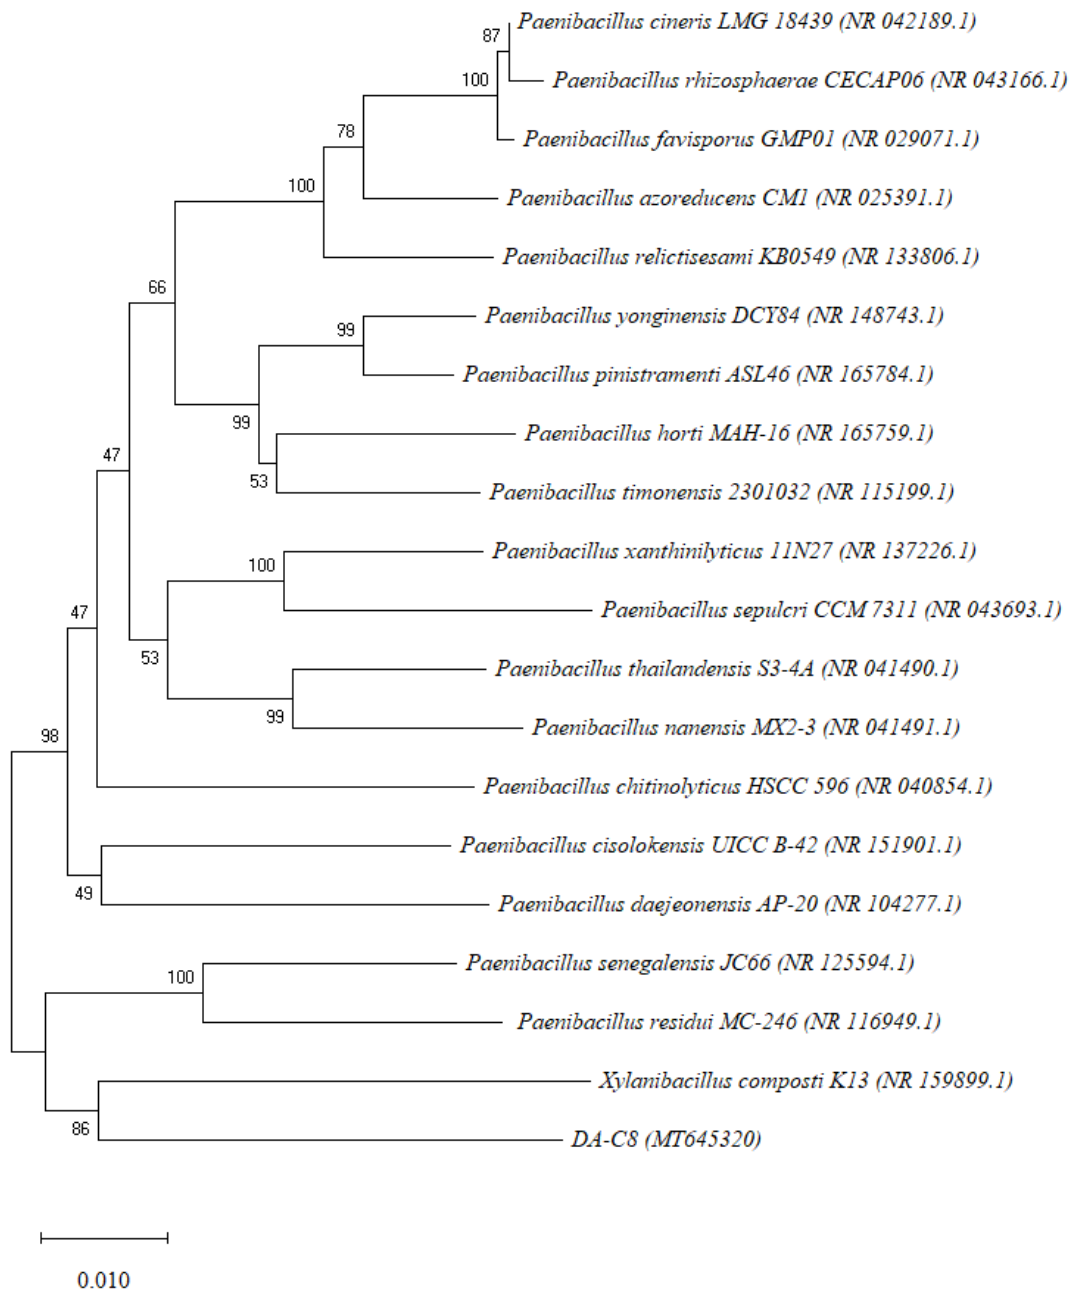 Paenibacillus cineris LMG 18439 (NR 042189.1)
87
Paenibacillus rhizosphaerae CECAP06 (NR 043166.1)
100
Paenibacillus favisporus GMP01 (NR 029071.1)
78
Paenibacillus azoreducens CM1 (NR 025391.1)
100
Paenibacillus relictisesami KB0549 (NR 133806.1)
66
Paenibacillus yonginensis DCY84 (NR 148743.1)
99
Paenibacillus pinistramenti ASL46 (NR 165784.1)
99
Paenibacillus horti MAH-16 (NR 165759.1)
47
53
Paenibacillus timonensis 2301032 (NR 115199.1)
Paenibacillus xanthinilyticus 11N27 (NR 137226.1)
100
Paenibacillus sepulcri CCM 7311 (NR 043693.1)
47
53
Paenibacillus thailandensis S3-4A (NR 041490.1)
99
Paenibacillus nanensis MX2-3 (NR 041491.1)
98
Paenibacillus chitinolyticus HSCC 596 (NR 040854.1)
Paenibacillus cisolokensis UICC B-42 (NR 151901.1)
49
Paenibacillus daejeonensis AP-20 (NR 104277.1)
Paenibacillus senegalensis JC66 (NR 125594.1)
100
Paenibacillus residui MC-246 (NR 116949.1)
Xylanibacillus composti K13 (NR 159899.1)
86
DA-C8 (MT645320)
0.010